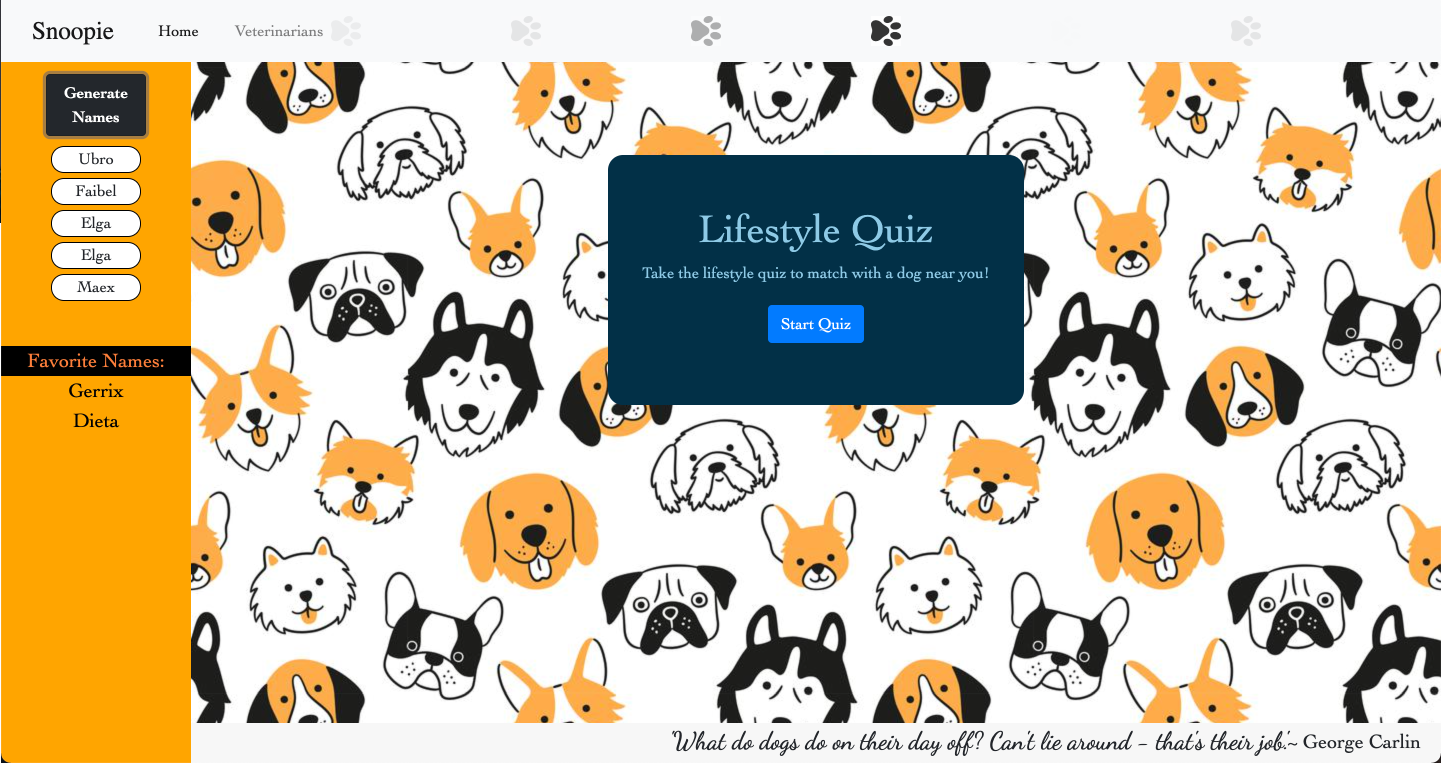 Snoopie Home Veterinarians
Generate
Names
Ubro
Faibel
Elga
Elga
Maex
Favorite Names:
Gerrix
Dieta
Lifestyle Quiz
Take the lifestyle quiz to match with a dog near you!
Start Quiz
"What do dogs do on their day off? Can't lie around – that's their job."~ George Carlin